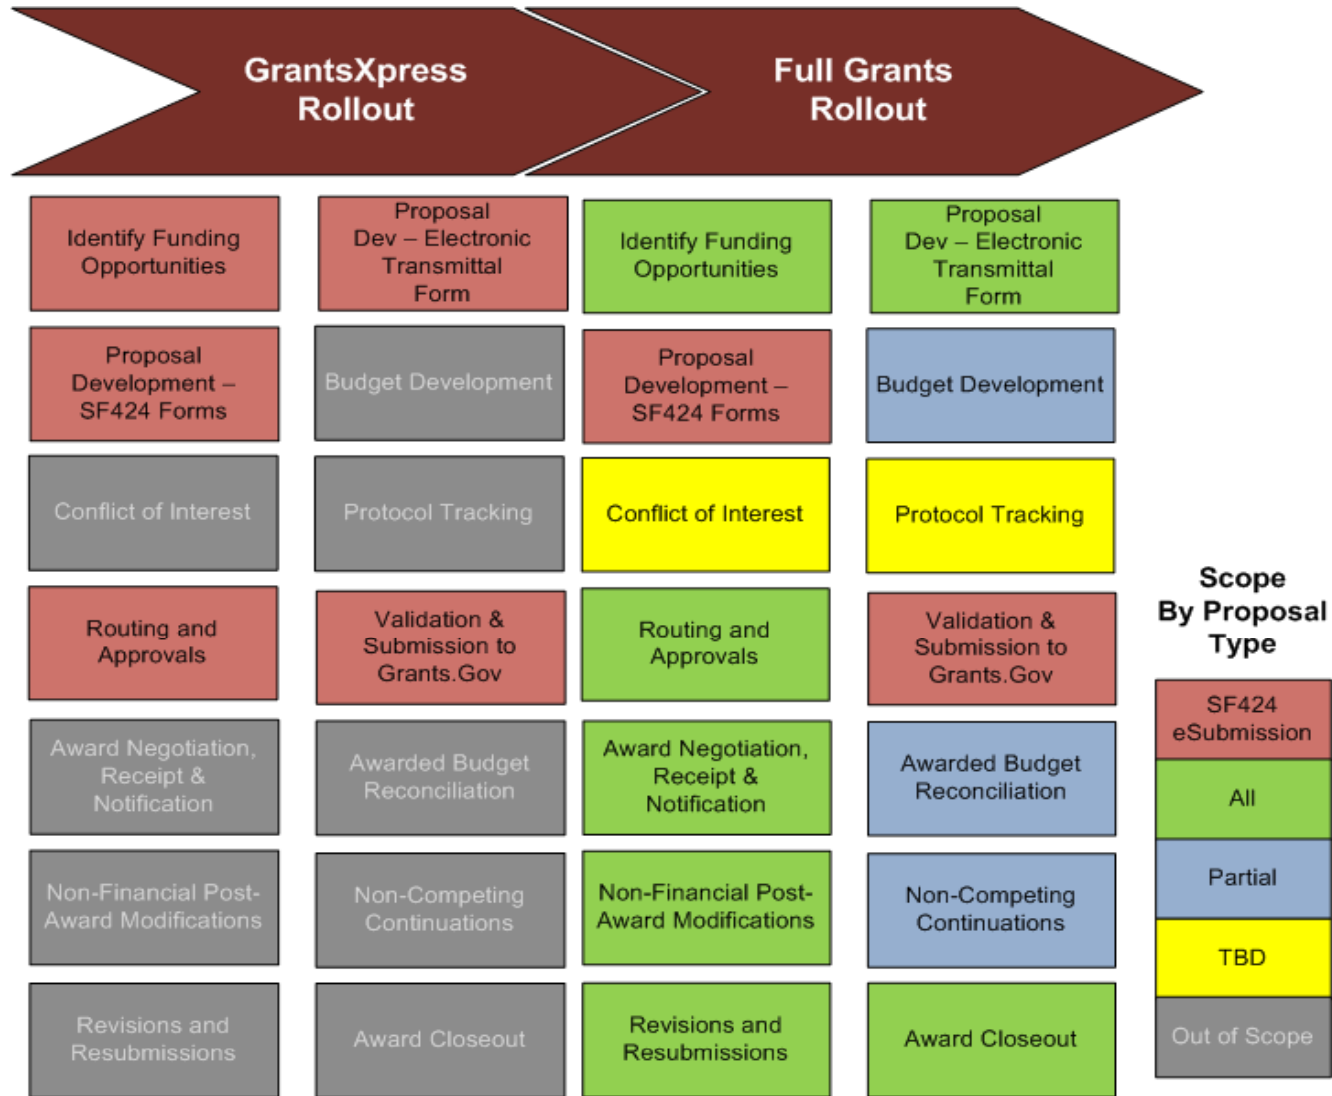 GrantsXpress
Rollout
Full Grants
Rollout
Identify Funding
Opportunities
Proposal
Dev – Electronic
Transmittal
Form
Identify Funding
Opportunities
Proposal
Dev – Electronic
Transmittal
Form
Proposal
Development –
SF424 Forms
Budget Development
Proposal
Development –
SF424 Forms
Budget Development
Conflict of Interest
Protocol Tracking
Conflict of Interest
Protocol Tracking
Routing and
Approvals
Validation &
Submission to
Grants.Gov
Routing and
Approvals
Validation &
Submission to
Grants.Gov
Award Negotiation,
Receipt &
Notification
Awarded Budget
Reconciliation
Award Negotiation,
Receipt &
Notification
Awarded Budget
Reconciliation
Non-Financial Post-
Award Modifications
Non-Competing
Continuations
Non-Financial Post-
Award Modifications
Non-Competing
Continuations
Revisions and
Resubmissions
Award Closeout
Revisions and
Resubmissions
Award Closeout
Scope
By Proposal
Type
SF424
eSubmission
All
Partial
TBD
Out of Scope